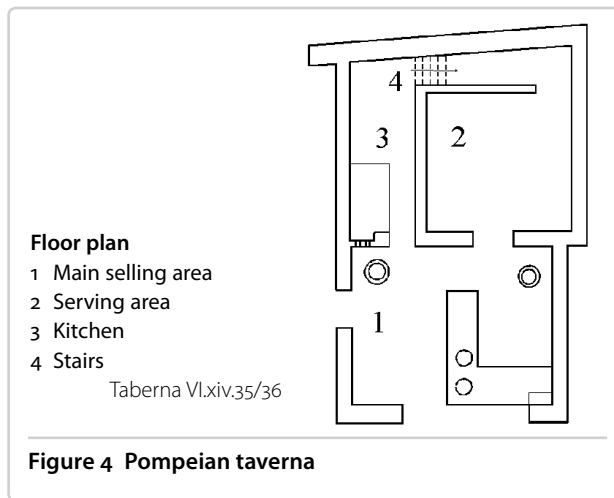 4
3
2
1
Floor plan
1 Main selling area
2 Serving area
3 Kitchen
4 Stairs
Taberna VI.xiv.35/36
Figure 4 Pompeian taverna